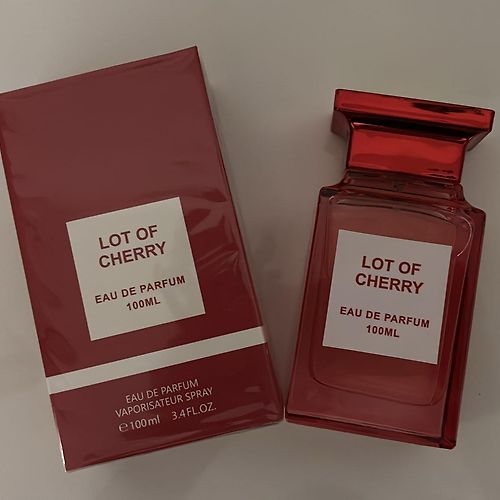 LOT OF
CHERRY
EAU DE PARFUM
100ML
EAU DE PARFUM
VAPORISATEUR SPRAY
℮100ml 3.4FL.OZ.
LOT OF
CHERRY
EAU DE PARFUM
100ML